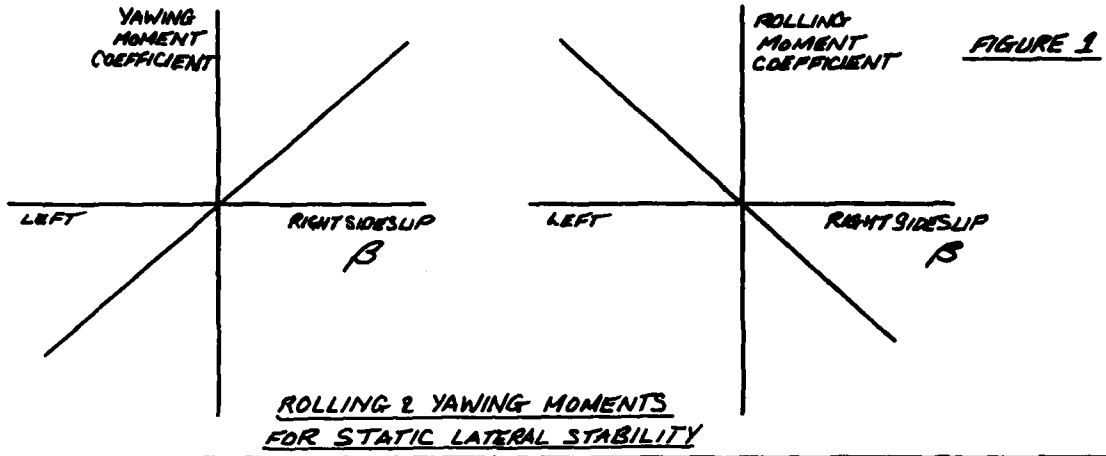 YAWING
MOMENT
COEFFICIENT
LEFT
RIGHT SIDESLIP
β
ROLLING
MOMENT
COEFFICIENT
LEFT
RIGHT SIDESLIP
β
FIGURE 1
ROLLING & YAWING MOMENTS
FOR STATIC LATERAL STABILITY